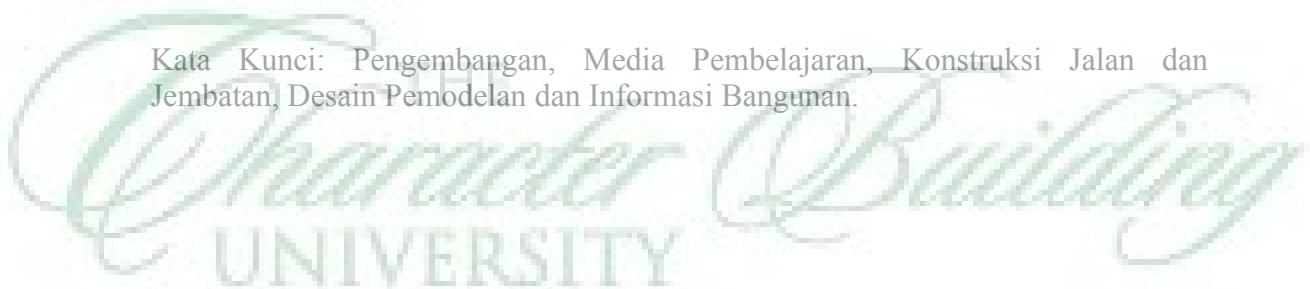 Kata Kunci: Pengembangan, Media Pembelajaran, Konstruksi Jalan dan
Jembatan, Desain Pemodelan dan Informasi Bangunan.
THE
Character Building
UNIVERSITY